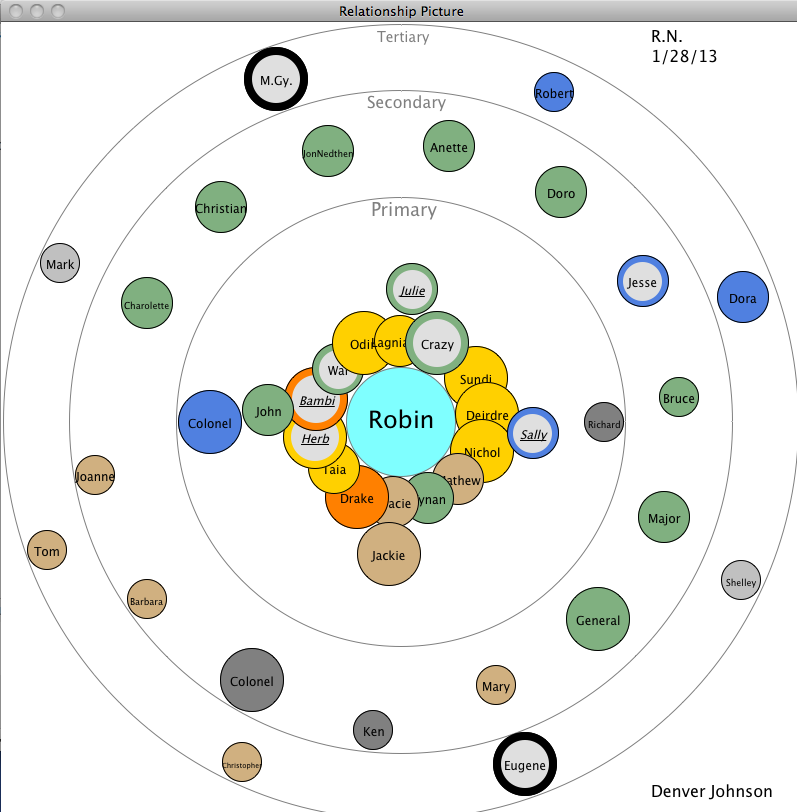 Relationship Picture
Tertiary
R.N.
1/28/13
M.Gy.
Robert
Secondary
JonNedthen
Anette
Christian
Doro
Primary
Mark
Julie
Jesse
Dora
Charolette
Odi
Lagnia
Crazy
War
Sundi
Bambi
Bruce
John
Colonel
Robin
Deirdre
Richard
Sally
Herb
Nichol
Taia
Joanne
Mathew
Drake
acie
ynan
Major
Tom
Jackie
Shelley
Barbara
General
Colonel
Mary
Ken
Christopher
Eugene
Denver Johnson